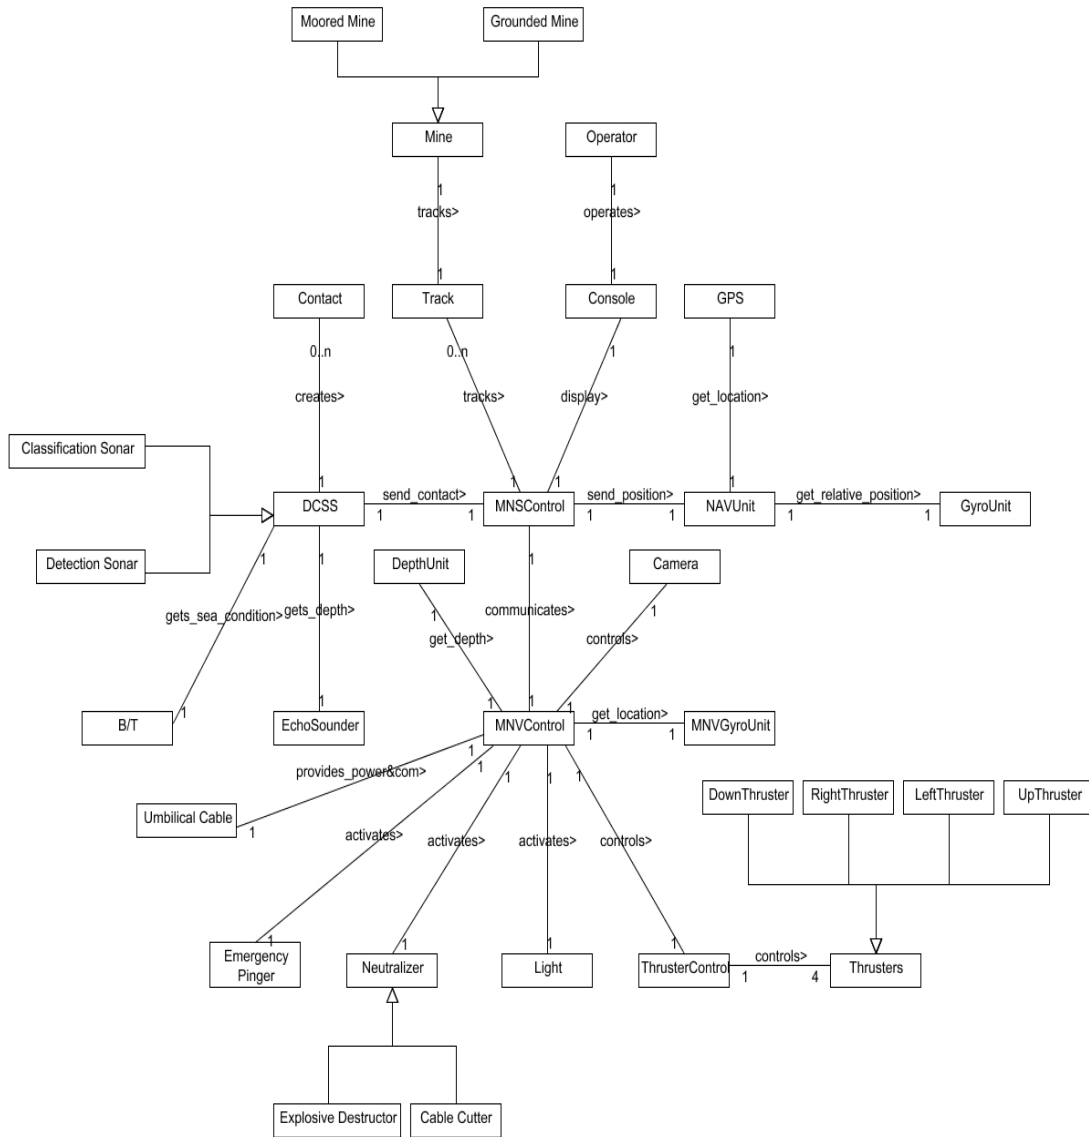 Moored Mine
Grounded Mine
Mine
Operator
1
1
tracks>
operates>
1
1
Contact
Track
Console
GPS
0..n
0..n
1
1
creates>
tracks>
display>
get_location>
Classification Sonar
1
1
1
1
DCSS
send_contact>
MNSControl
send_position>
NAVUnit
get_relative_position>
GyroUnit
1
1
1
1
1
1
Detection Sonar
1
1
DepthUnit
1
Camera
gets_sea_condition>
gets_depth>
1
communicates>
1
get_depth>
controls>
1
1
1
1
1
B/T
EchoSounder
MNVControl
get_location>
MNVGyroUnit
1
1
1
1
1
1
1
provides_power&com>
Umbilical Cable
1
DownThruster
RightThruster
LeftThruster
UpThruster
activates>
activates>
activates>
controls>
1
1
1
1
Emergency
Pinger
Neutralizer
Light
ThrusterControl
controls>
Thrusters
1
4
Explosive Destructor
Cable Cutter